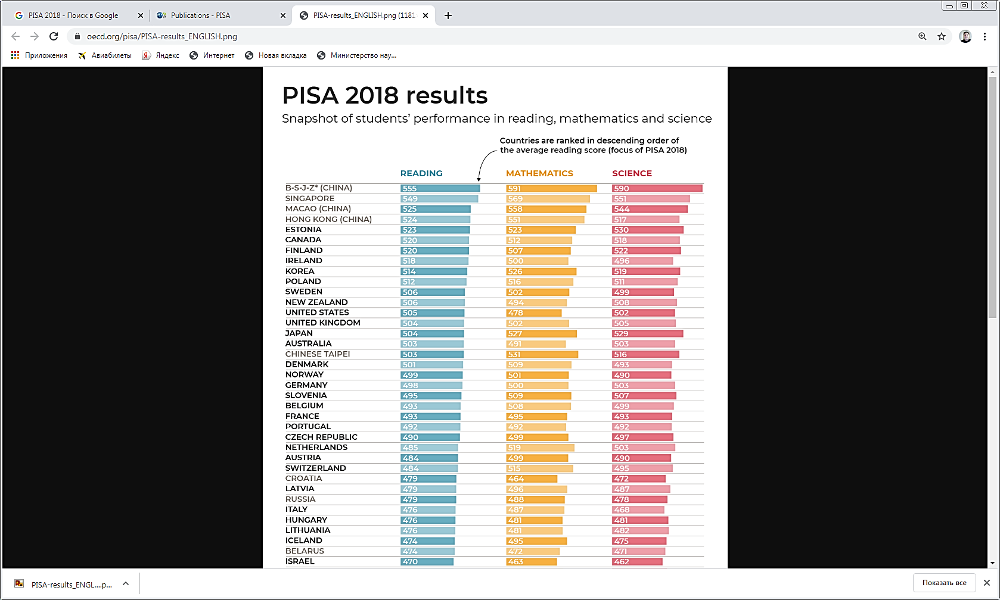 PISA 2018 - Поиск в Google
Publications - PISA
PISA-results_ENGLISH.png (1181
oecd.org/pisa/PISA-results_ENGLISH.png
Приложения Авиабилеты Яндекс Интернет Новая вкладка Министерство нау...
PISA 2018 results
Snapshot of students' performance in reading, mathematics and science
Countries are ranked in descending order of
the average reading score (focus of PISA 2018)
READING MATHEMATICS SCIENCE
B-S-J-Z* (CHINA) 555 591 590
SINGAPORE 549 569 551
MACAO (CHINA) 525 558 544
HONG KONG (CHINA) 524 551 517
ESTONIA 523 523 530
CANADA 520 512 518
FINLAND 520 507 522
IRELAND 518 500 496
KOREA 514 526 519
POLAND 512 516 511
SWEDEN 506 502 499
NEW ZEALAND 506 494 508
UNITED STATES 505 478 502
UNITED KINGDOM 504 502 505
JAPAN 504 527 529
AUSTRALIA 503 491 503
CHINESE TAIPEI 503 531 516
DENMARK 501 509 493
NORWAY 499 501 490
GERMANY 498 500 503
SLOVENIA 495 509 507
BELGIUM 493 508 499
FRANCE 493 495 493
PORTUGAL 492 492 492
CZECH REPUBLIC 490 499 497
NETHERLANDS 485 519 503
AUSTRIA 484 499 490
SWITZERLAND 484 515 495
CROATIA 479 464 472
LATVIA 479 496 487
RUSSIA 479 488 478
ITALY 476 487 468
HUNGARY 476 481 481
LITHUANIA 476 481 482
ICELAND 474 495 475
BELARUS 474 472 471
ISRAEL 470 463 462
PISA-results_ENGL....p...
Показать все